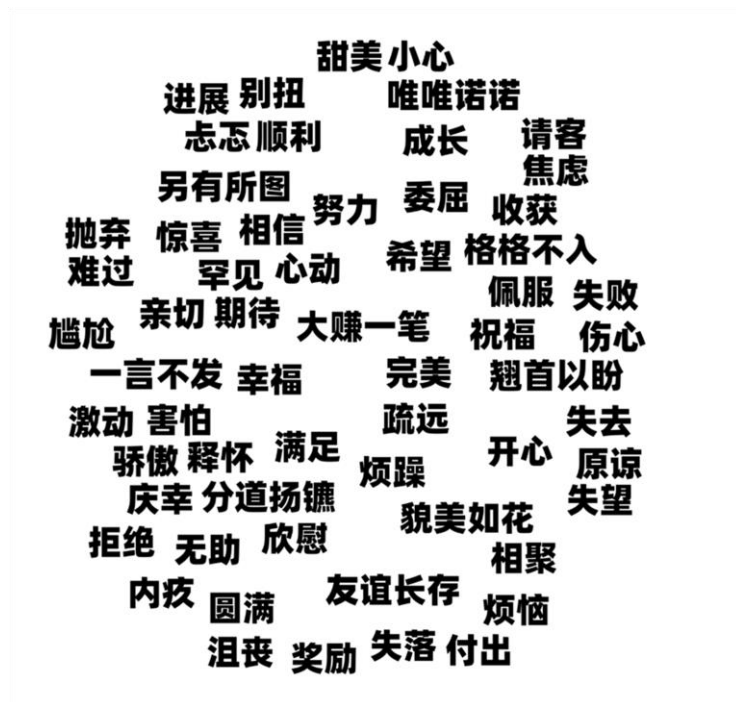 甜美 小心
进展 别扭 唯唯诺诺
忐忑 顺利 成长 请客
焦虑
另有所图 努力 委屈 收获
抛弃 惊喜 相信 希望 格格不入
难过 罕见 心动
佩服 失败
尴尬 亲切 期待 大赚一笔 祝福 伤心
一言不发 幸福 完美 翘首以盼
激动 害怕 疏远 失去
骄傲 释怀 满足 烦躁 开心 原谅
庆幸 分道扬镳 貌美如花 失望
拒绝 无助 欣慰 相聚
内疚 圆满 友谊长存 烦恼
沮丧 奖励 失落 付出